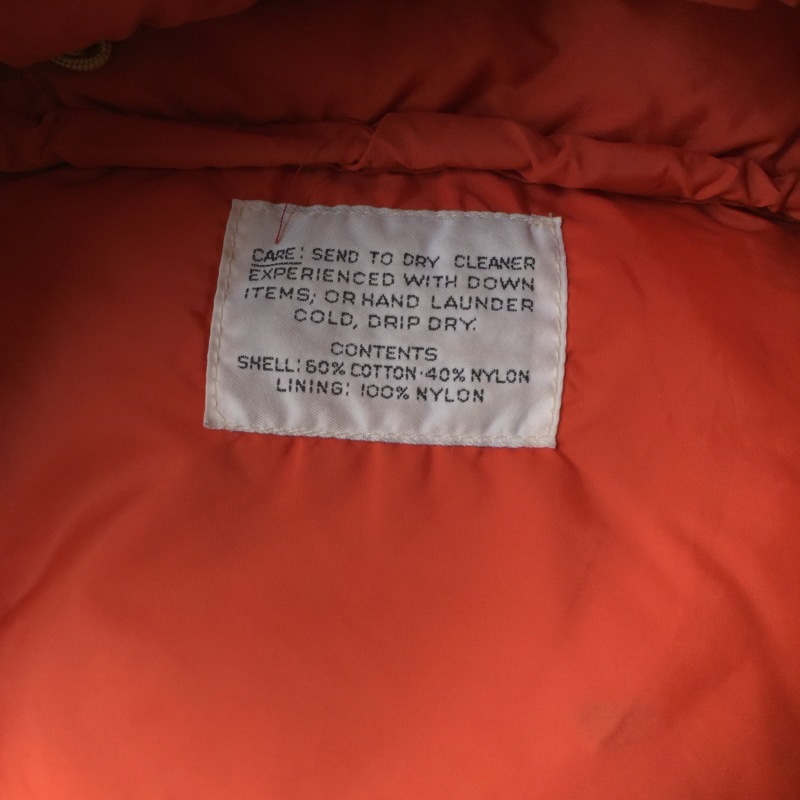 CARE: SEND TO DRY CLEANER
EXPERIENCED WITH DOWN
ITEMS; OR HAND LAUNDER
COLD, DRIP DRY.
CONTENTS
SHELL: 60% COTTON·40% NYLON
LINING: 100% NYLON